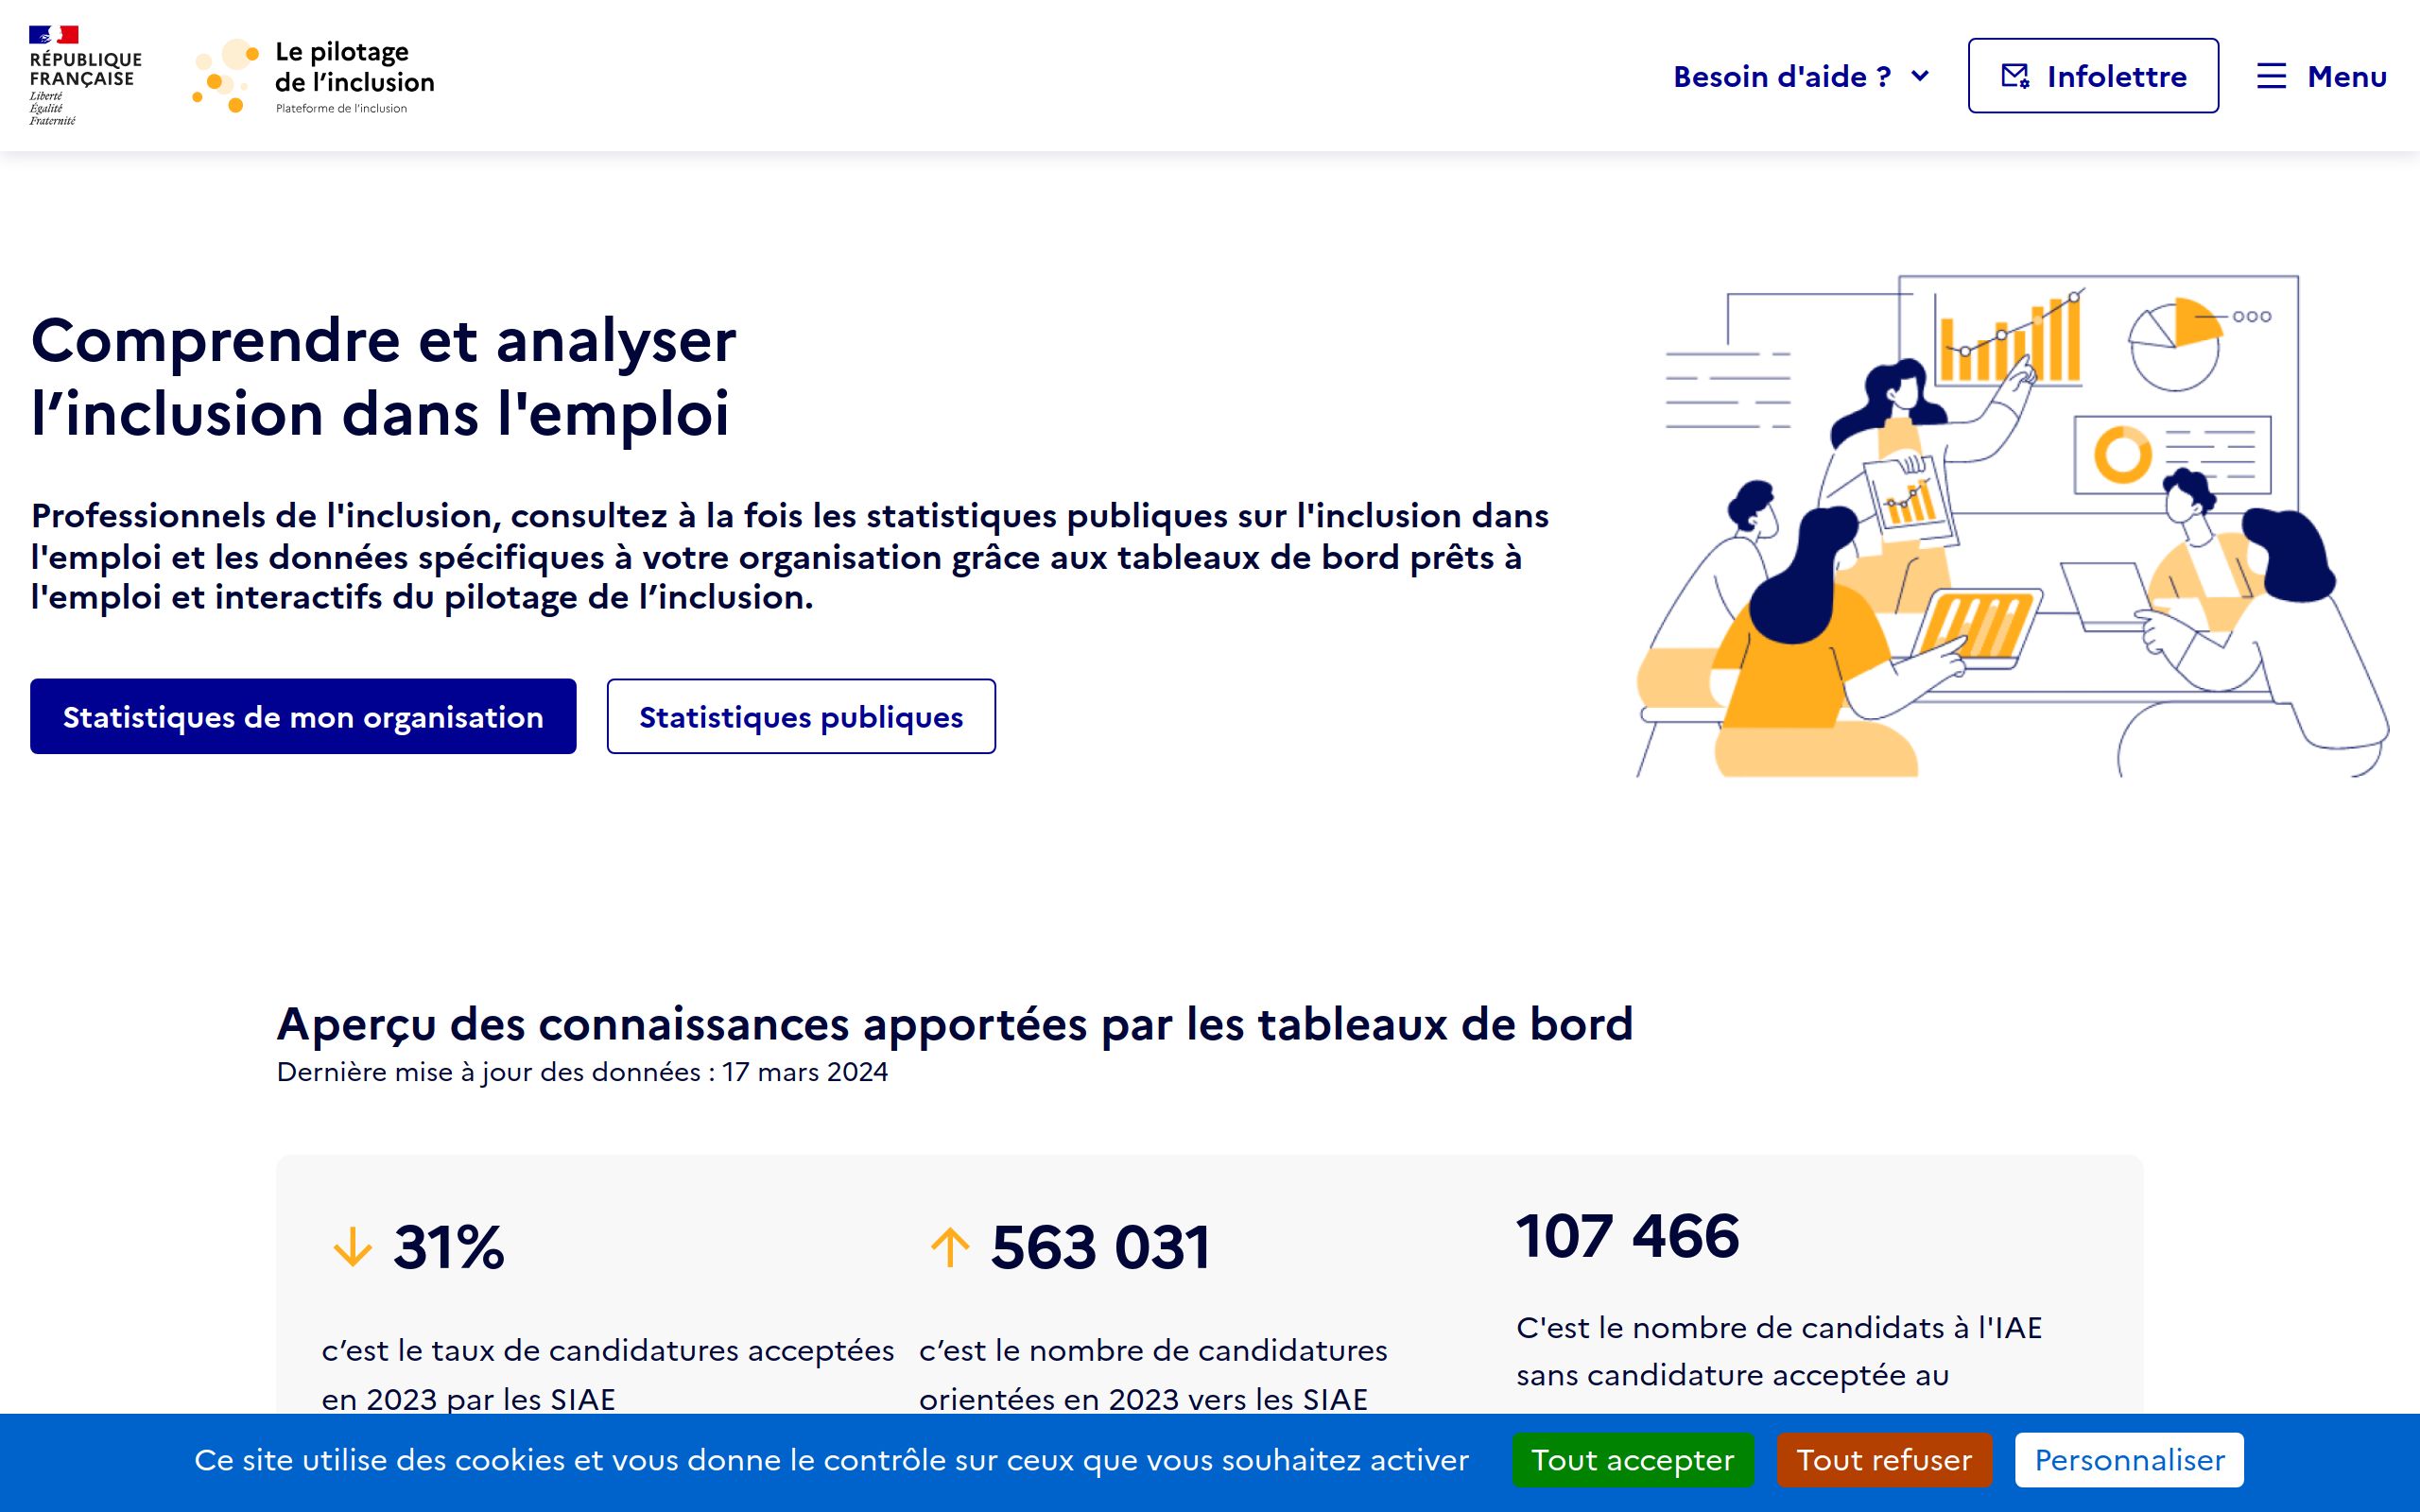 RÉPUBLIQUE
FRANÇAISE
Liberté
Égalité
Fraternité
Le pilotage
de l’inclusion
Plateforme de l’inclusion
Besoin d'aide ?
Infolettre
Menu
Comprendre et analyser
l’inclusion dans l'emploi
Professionnels de l'inclusion, consultez à la fois les statistiques publiques sur l'inclusion dans
l'emploi et les données spécifiques à votre organisation grâce aux tableaux de bord prêts à
l'emploi et interactifs du pilotage de l’inclusion.
Statistiques de mon organisation
Statistiques publiques
Aperçu des connaissances apportées par les tableaux de bord
Dernière mise à jour des données : 17 mars 2024
31%
c’est le taux de candidatures acceptées
en 2023 par les SIAE
563 031
c’est le nombre de candidatures
orientées en 2023 vers les SIAE
107 466
C'est le nombre de candidats à l'IAE
sans candidature acceptée au
Ce site utilise des cookies et vous donne le contrôle sur ceux que vous souhaitez activer
Tout accepter
Tout refuser
Personnaliser